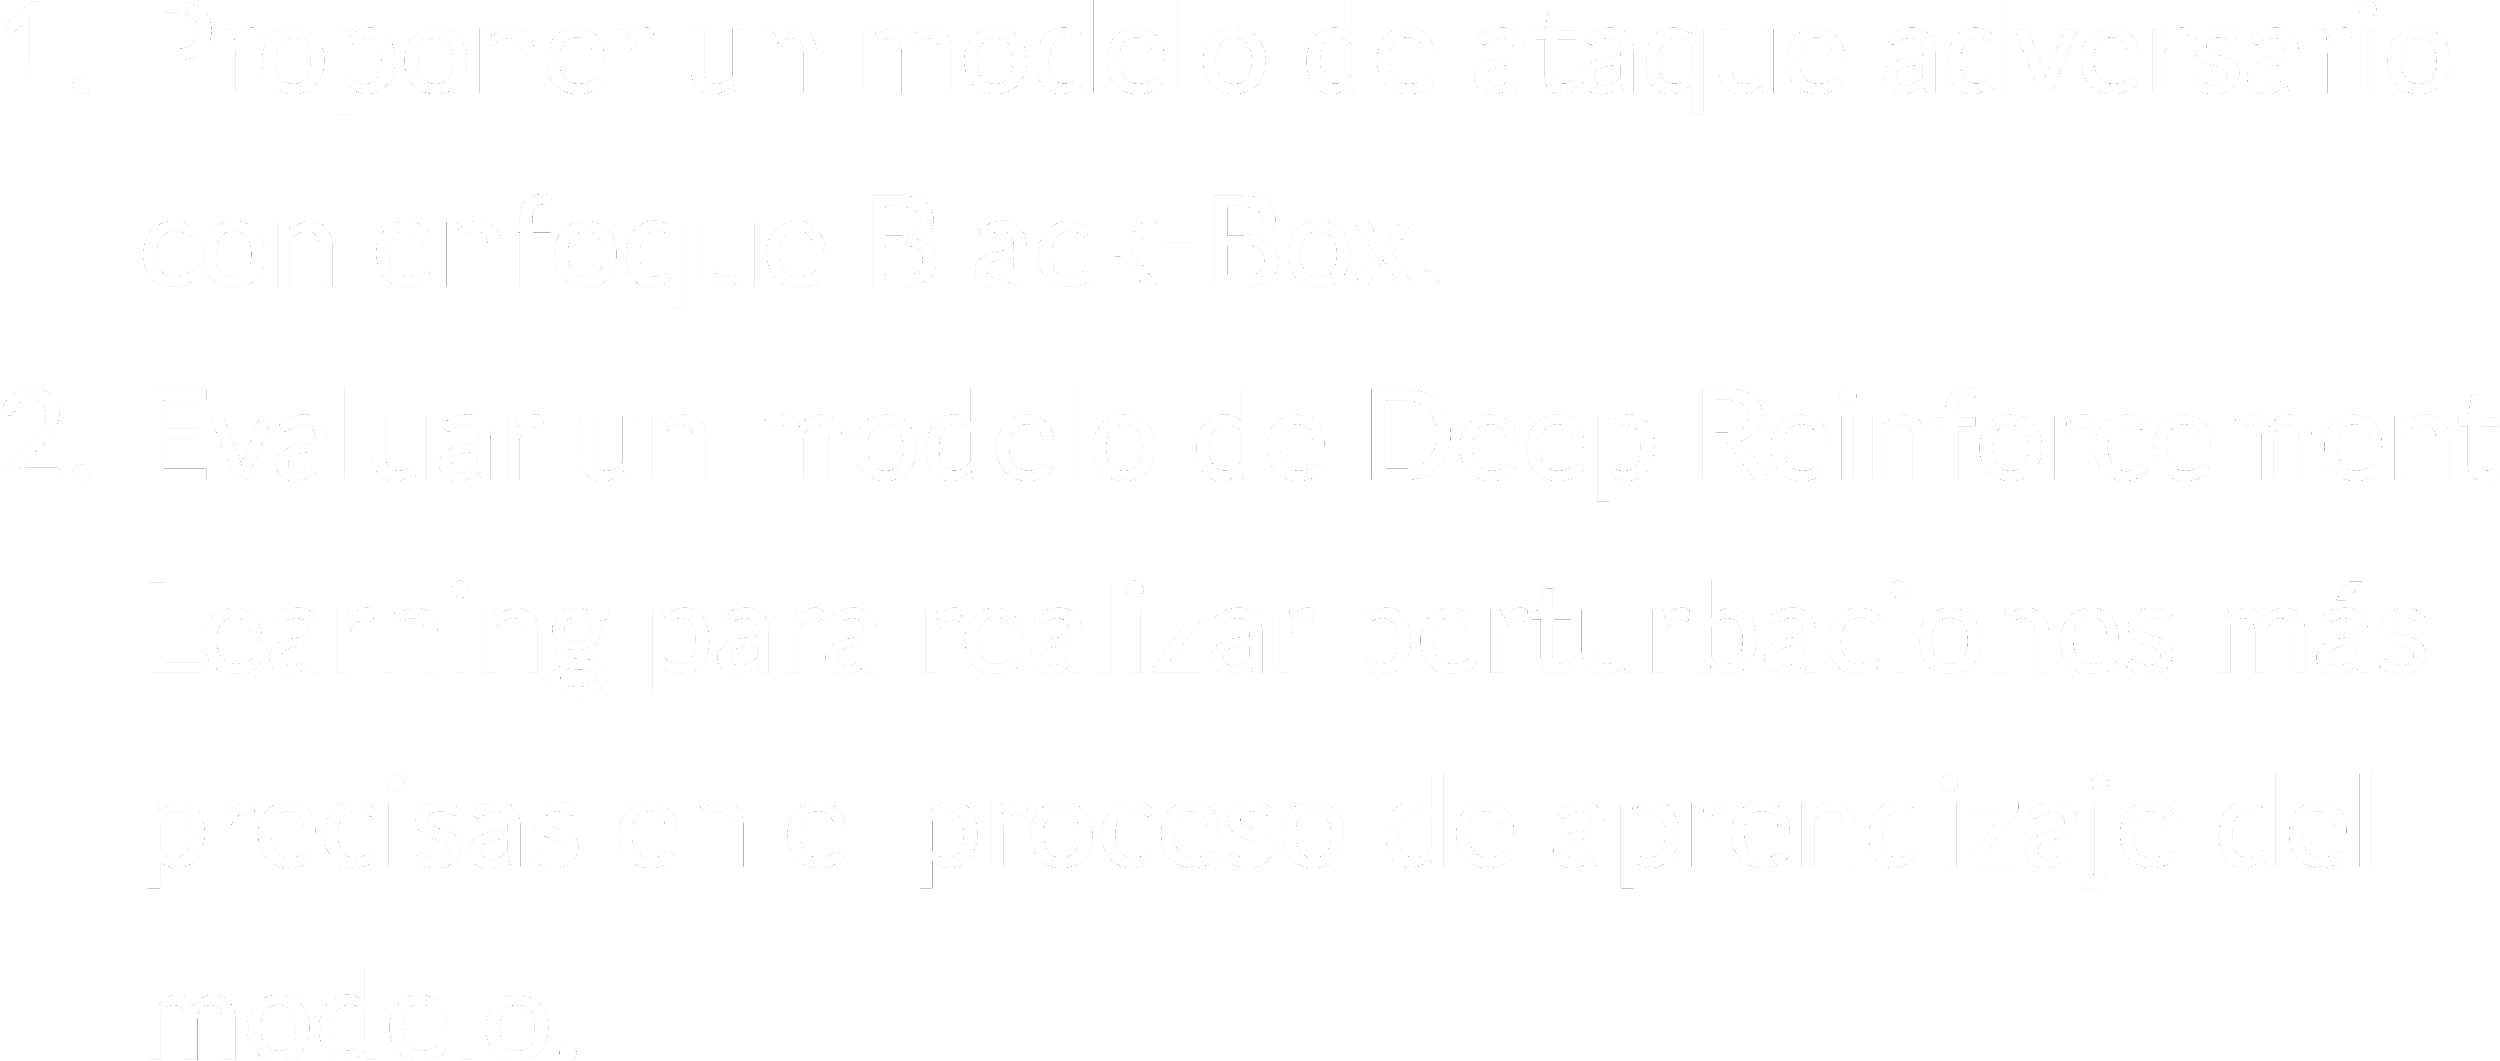 1. Proponer un modelo de ataque adversario
con enfoque Black-Box.
2. Evaluar un modelo de Deep Reinforcement
Learning para realizar perturbaciones más
precisas en el proceso de aprendizaje del
modelo.